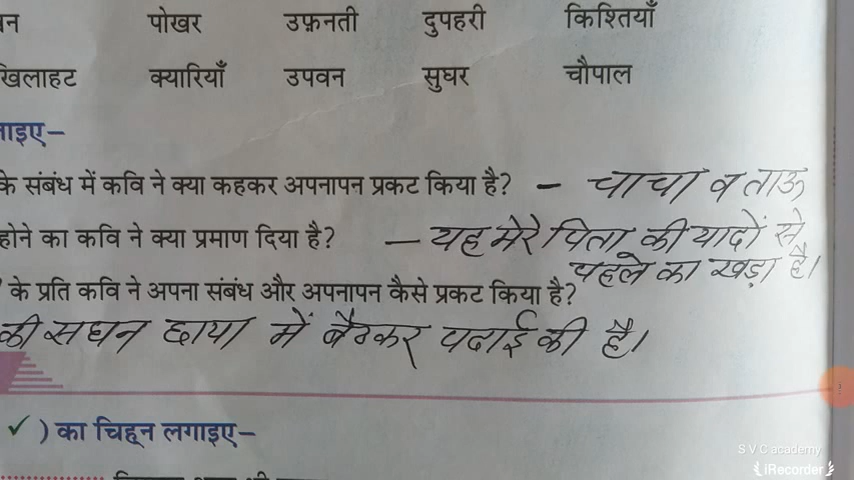 न पोखर उफ़नती दुपहरी किश्तियाँ
खिलाहट क्यारियाँ उपवन सुघर चौपाल
ाइए–
के संबंध में कवि ने क्या कहकर अपनापन प्रकट किया है? – चाचा व ताऊ
होने का कवि ने क्या प्रमाण दिया है? – यह मेरे पिता की यादों से
पहले का खड़ा है।
के प्रति कवि ने अपना संबंध और अपनापन कैसे प्रकट किया है?
की सघन छाया में बैठकर पढाई की है।
✓ ) का चिह्न लगाइए–
S V C academy
iRecorder